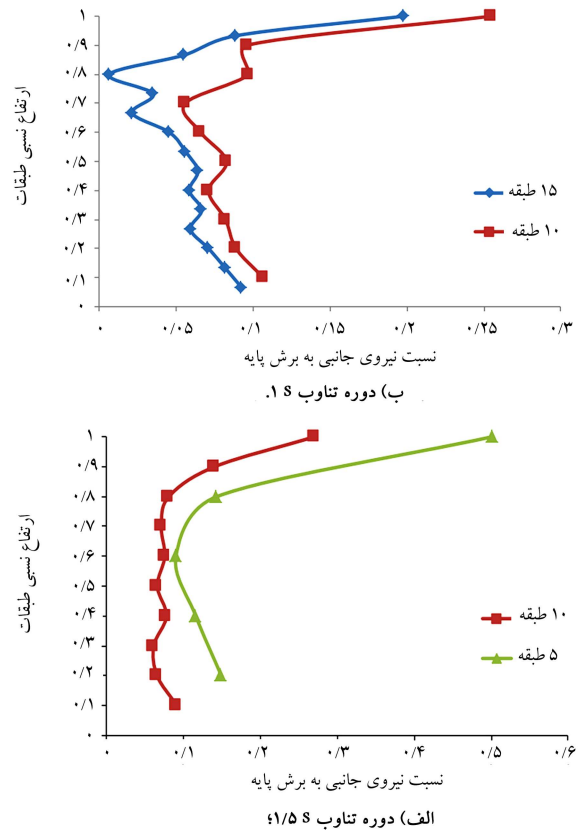 ۱
۰/۹
۰/۸
۰/۷
۰/۶
۰/۵
۰/۴
۰/۳
۰/۲
۰/۱
۰
ارتفاع نسبی طبقات
۱۵ طبقه
۱۰ طبقه
۰ ۰/۰۵ ۰/۱ ۰/۱۵ ۰/۲ ۰/۲۵ ۰/۳
نسبت نیروی جانبی به برش پایه
ب) دوره تناوب ۱ s.
۱
۰/۹
۰/۸
۰/۷
۰/۶
۰/۵
۰/۴
۰/۳
۰/۲
۰/۱
۰
ارتفاع نسبی طبقات
۱۰ طبقه
۵ طبقه
۰ ۰/۱ ۰/۲ ۰/۳ ۰/۴ ۰/۵ ۰/۶
نسبت نیروی جانبی به برش پایه
الف) دوره تناوب ۱/۵ s؛